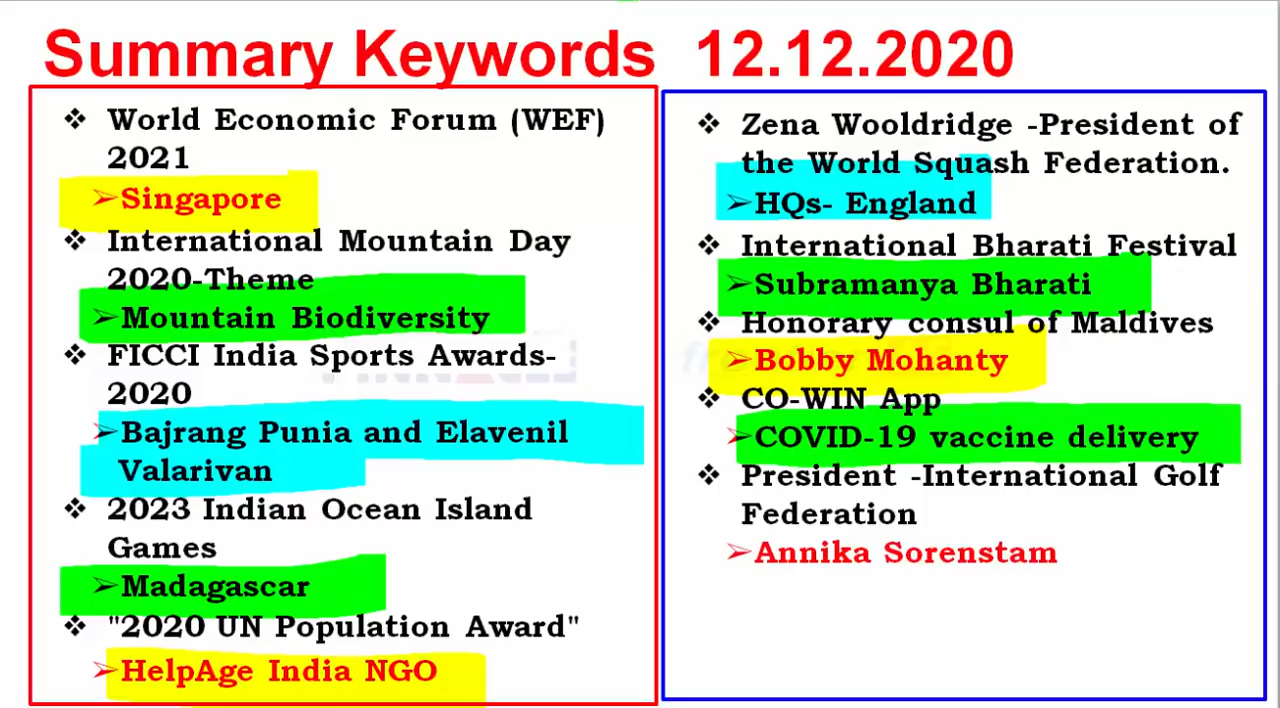 Summary Keywords 12.12.2020
❖ World Economic Forum (WEF)
2021
➢Singapore
❖ International Mountain Day
2020-Theme
➢Mountain Biodiversity
❖ FICCI India Sports Awards-
2020
➢Bajrang Punia and Elavenil
Valarivan
❖ 2023 Indian Ocean Island
Games
➢Madagascar
❖ "2020 UN Population Award"
➢HelpAge India NGO
❖ Zena Wooldridge -President of
the World Squash Federation.
➢HQs- England
❖ International Bharati Festival
➢Subramanya Bharati
❖ Honorary consul of Maldives
➢Bobby Mohanty
❖ CO-WIN App
➢COVID-19 vaccine delivery
❖ President -International Golf
Federation
➢Annika Sorenstam